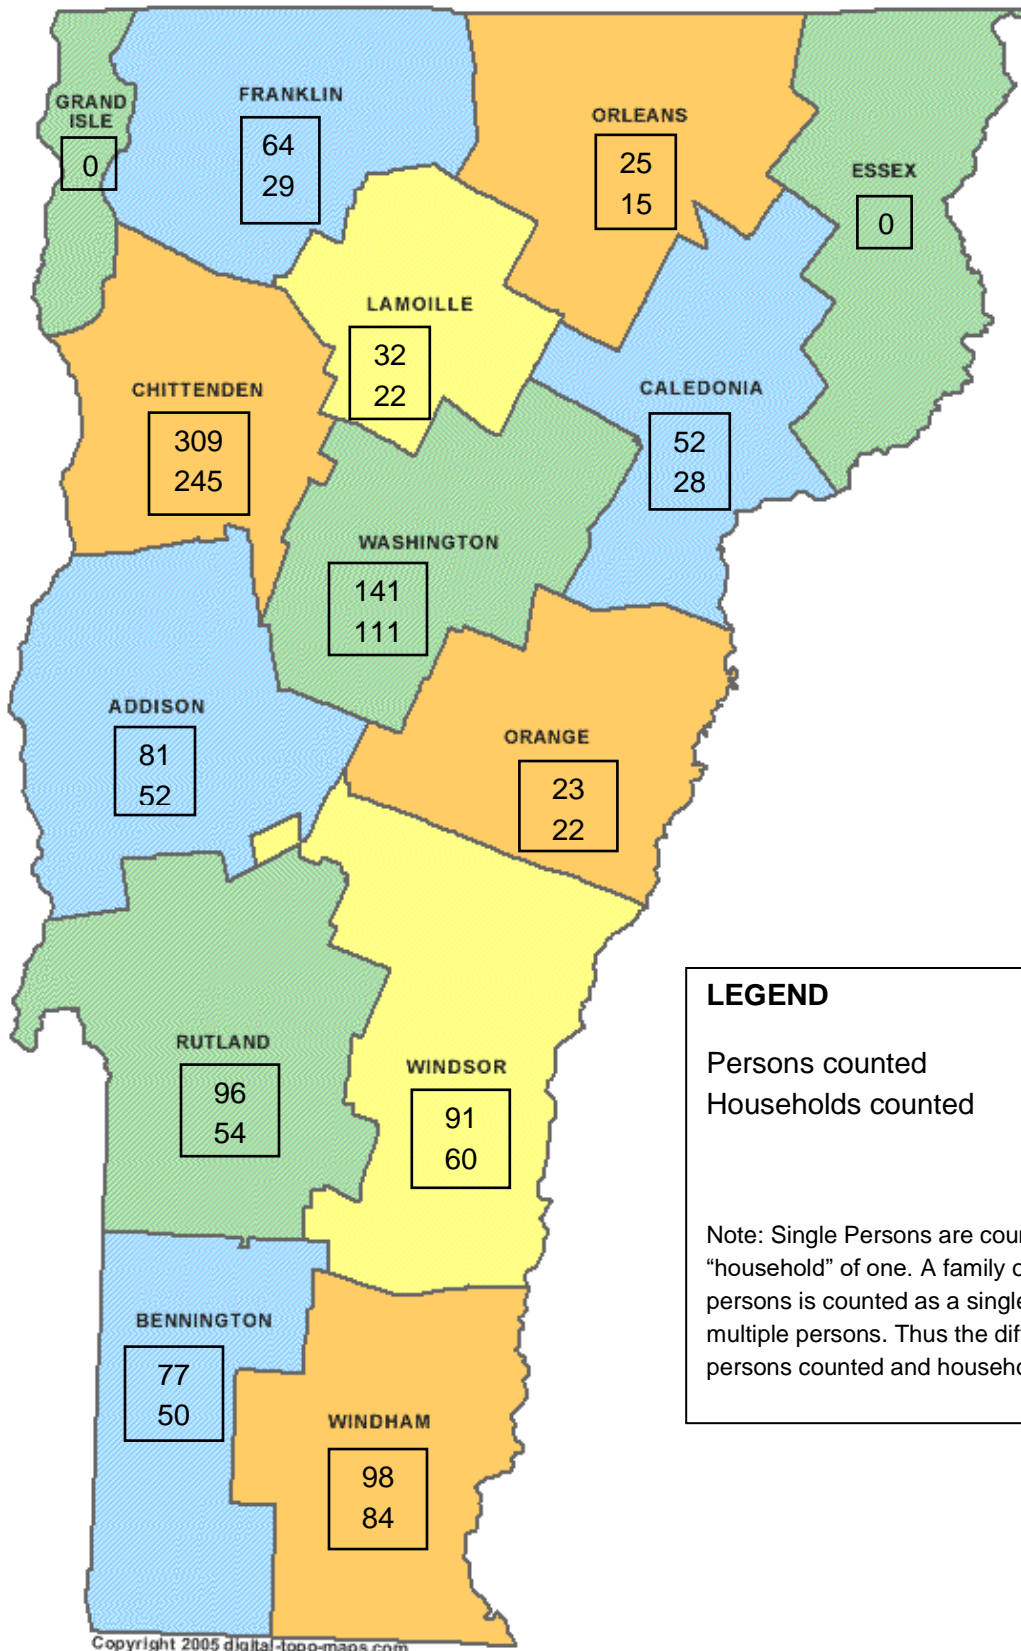 GRAND
ISLE
0
FRANKLIN
64
29
ORLEANS
25
15
ESSEX
0
LAMOILLE
32
22
CHITTENDEN
309
245
CALEDONIA
52
28
WASHINGTON
141
111
ADDISON
81
52
ORANGE
23
22
RUTLAND
96
54
WINDSOR
91
60
BENNINGTON
77
50
WINDHAM
98
84
LEGEND
Persons counted
Households counted
Note: Single Persons are
“household” of one. A family
persons is counted as a single
multiple persons. Thus the
persons counted and
Copyright 2005 digital-topo-maps.com